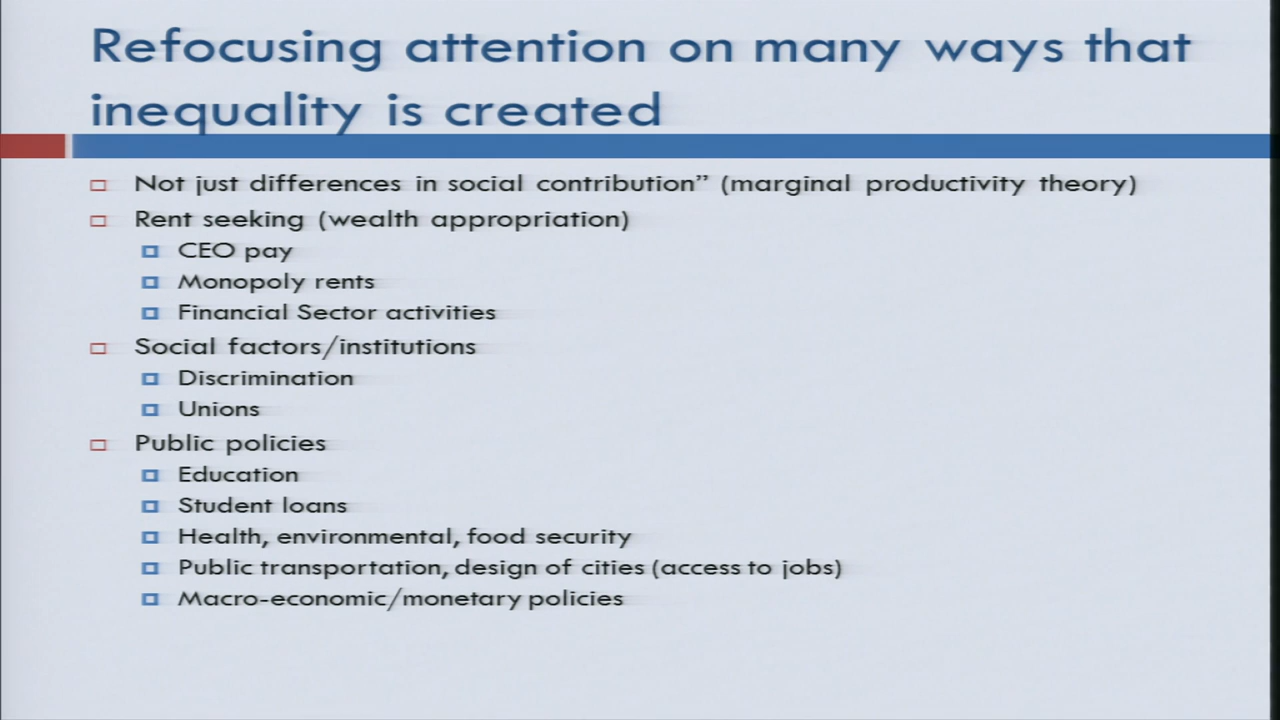 Refocusing attention on many ways that
inequality is created
Not just differences in social contribution” (marginal productivity theory)
Rent seeking (wealth appropriation)
CEO pay
Monopoly rents
Financial Sector activities
Social factors/institutions
Discrimination
Unions
Public policies
Education
Student loans
Health, environmental, food security
Public transportation, design of cities (access to jobs)
Macro-economic/monetary policies